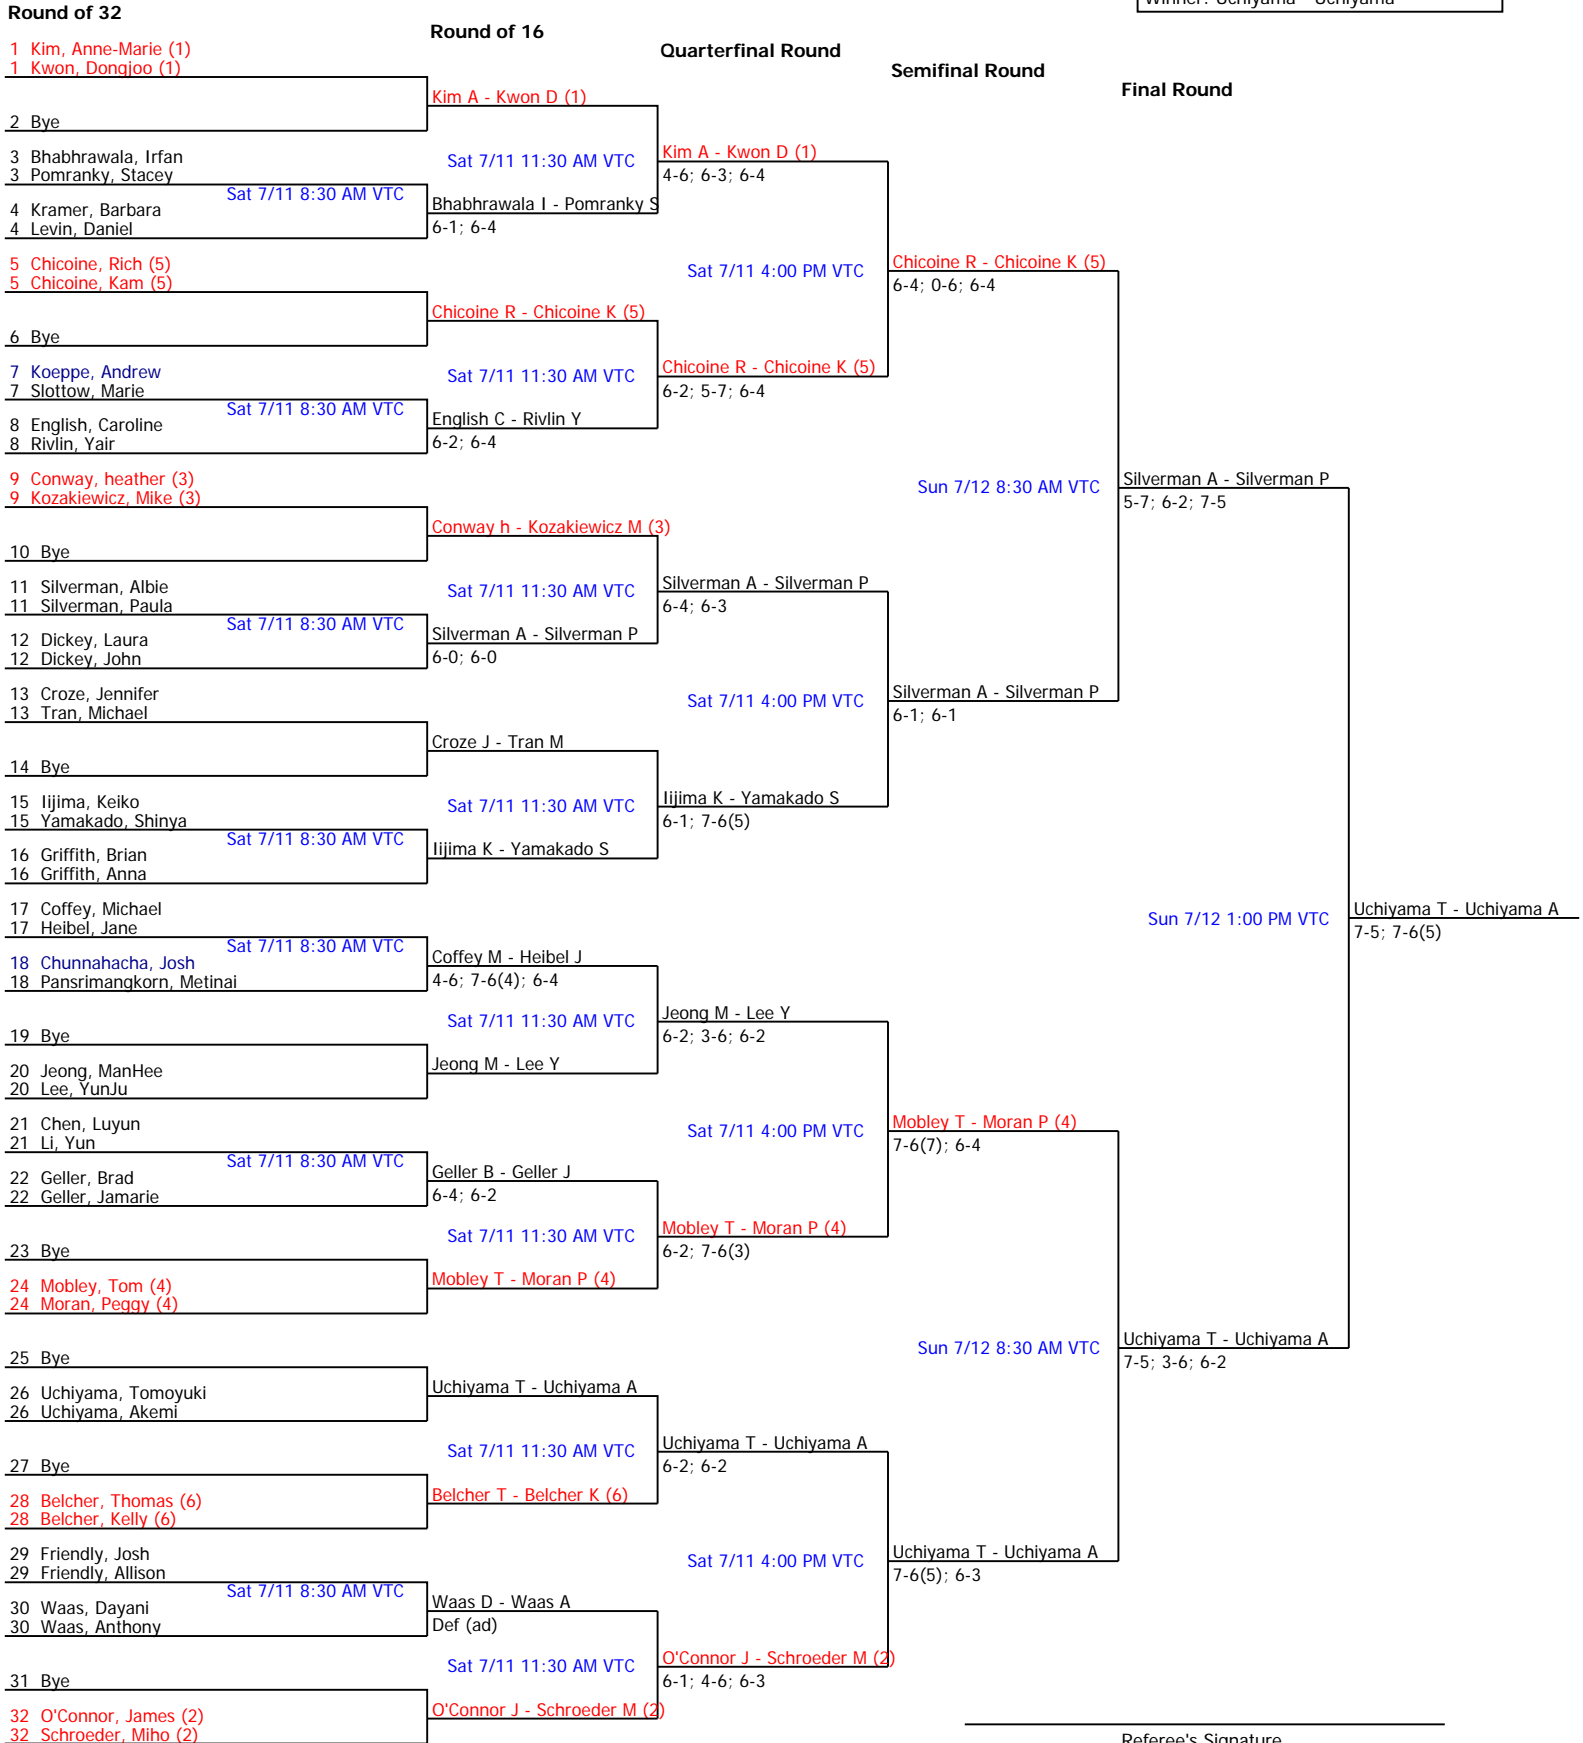 Winner: Uchiyama - Uchiyama
Round of 32
Round of 16
Quarterfinal Round
Semifinal Round
Final Round
1 Kim, Anne-Marie (1)
1 Kwon, Dongjoo (1)
Kim A - Kwon D (1)
2 Bye
3 Bhabhrawala, Irfan
3 Pomranky, Stacey
Sat 7/11 11:30 AM VTC
Kim A - Kwon D (1)
4-6; 6-3; 6-4
Sat 7/11 8:30 AM VTC
4 Kramer, Barbara
4 Levin, Daniel
Bhabhrawala I - Pomranky S
6-1; 6-4
5 Chicoine, Rich (5)
5 Chicoine, Kam (5)
Sat 7/11 4:00 PM VTC
Chicoine R - Chicoine K (5)
6-4; 0-6; 6-4
Chicoine R - Chicoine K (5)
6 Bye
7 Koeppe, Andrew
7 Slottow, Marie
Sat 7/11 11:30 AM VTC
Chicoine R - Chicoine K (5)
6-2; 5-7; 6-4
Sat 7/11 8:30 AM VTC
8 English, Caroline
8 Rivlin, Yair
English C - Rivlin Y
6-2; 6-4
9 Conway, heather (3)
9 Kozakiewicz, Mike (3)
Sun 7/12 8:30 AM VTC
Silverman A - Silverman P
5-7; 6-2; 7-5
Conway h - Kozakiewicz M (3)
10 Bye
11 Silverman, Albie
11 Silverman, Paula
Sat 7/11 11:30 AM VTC
Silverman A - Silverman P
6-4; 6-3
Sat 7/11 8:30 AM VTC
12 Dickey, Laura
12 Dickey, John
Silverman A - Silverman P
6-0; 6-0
13 Croze, Jennifer
13 Tran, Michael
Sat 7/11 4:00 PM VTC
Silverman A - Silverman P
6-1; 6-1
Croze J - Tran M
14 Bye
15 Iijima, Keiko
15 Yamakado, Shinya
Sat 7/11 11:30 AM VTC
Iijima K - Yamakado S
6-1; 7-6(5)
Sat 7/11 8:30 AM VTC
16 Griffith, Brian
16 Griffith, Anna
Iijima K - Yamakado S
17 Coffey, Michael
17 Heibel, Jane
Sun 7/12 1:00 PM VTC
Uchiyama T - Uchiyama A
7-5; 7-6(5)
Sat 7/11 8:30 AM VTC
18 Chunnahacha, Josh
18 Pansrimangkorn, Metinai
Coffey M - Heibel J
4-6; 7-6(4); 6-4
19 Bye
Sat 7/11 11:30 AM VTC
Jeong M - Lee Y
6-2; 3-6; 6-2
20 Jeong, ManHee
20 Lee, YunJu
Jeong M - Lee Y
21 Chen, Luyun
21 Li, Yun
Sat 7/11 4:00 PM VTC
Mobley T - Moran P (4)
7-6(7); 6-4
Sat 7/11 8:30 AM VTC
22 Geller, Brad
22 Geller, Jamarie
Geller B - Geller J
6-4; 6-2
23 Bye
Sat 7/11 11:30 AM VTC
Mobley T - Moran P (4)
6-2; 7-6(3)
24 Mobley, Tom (4)
24 Moran, Peggy (4)
Mobley T - Moran P (4)
25 Bye
Sun 7/12 8:30 AM VTC
Uchiyama T - Uchiyama A
7-5; 3-6; 6-2
26 Uchiyama, Tomoyuki
26 Uchiyama, Akemi
Uchiyama T - Uchiyama A
27 Bye
Sat 7/11 11:30 AM VTC
Uchiyama T - Uchiyama A
6-2; 6-2
28 Belcher, Thomas (6)
28 Belcher, Kelly (6)
Belcher T - Belcher K (6)
29 Friendly, Josh
29 Friendly, Allison
Sat 7/11 4:00 PM VTC
Uchiyama T - Uchiyama A
7-6(5); 6-3
Sat 7/11 8:30 AM VTC
30 Waas, Dayani
30 Waas, Anthony
Waas D - Waas A
Def (ad)
31 Bye
Sat 7/11 11:30 AM VTC
O'Connor J - Schroeder M (2)
6-1; 4-6; 6-3
32 O'Connor, James (2)
32 Schroeder, Miho (2)
O'Connor J - Schroeder M (2)
Referee's Signature